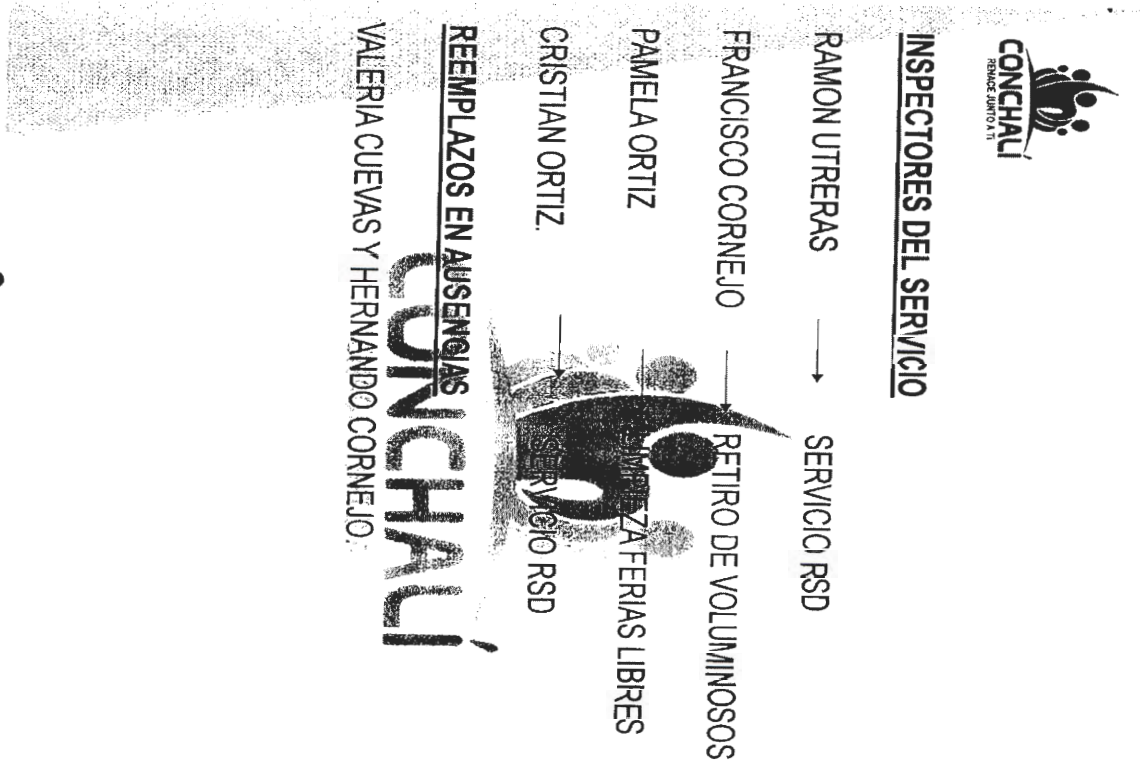 CONCHALÍ
RENACE JUNTO A TI
INSPECTORES DEL SERVICIO
RAMON UTRERAS → SERVICIO RSD
FRANCISCO CORNEJO → RETIRO DE VOLUMINOSOS
PAMELA ORTIZ → LIMPIEZA FERIAS LIBRES
CRISTIAN ORTIZ. → SERVICIO RSD
REEMPLAZOS EN AUSENCIAS
VALERIA CUEVAS Y HERNANDO CORNEJO.
CONCHALÍ